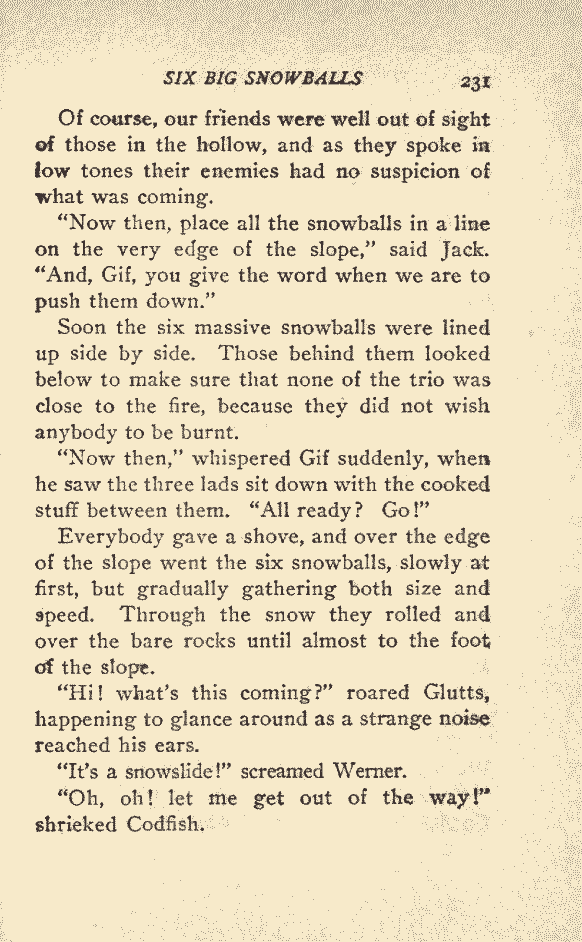 SIX BIG SNOWBALLS 231
Of course, our friends were well out of sight
of those in the hollow, and as they spoke in
low tones their enemies had no suspicion of
what was coming.
“Now then, place all the snowballs in a line
on the very edge of the slope,” said Jack.
“And, Gif, you give the word when we are to
push them down.”
Soon the six massive snowballs were lined
up side by side. Those behind them looked
below to make sure that none of the trio was
close to the fire, because they did not wish
anybody to be burnt.
“Now then,” whispered Gif suddenly, when
he saw the three lads sit down with the cooked
stuff between them. “All ready? Go!”
Everybody gave a shove, and over the edge
of the slope went the six snowballs, slowly at
first, but gradually gathering both size and
speed. Through the snow they rolled and
over the bare rocks until almost to the foot
of the slope.
“Hi! what’s this coming?” roared Glutts,
happening to glance around as a strange noise
reached his ears.
“It’s a snowslide!” screamed Werner.
“Oh, oh! let me get out of the way!”
shrieked Codfish.